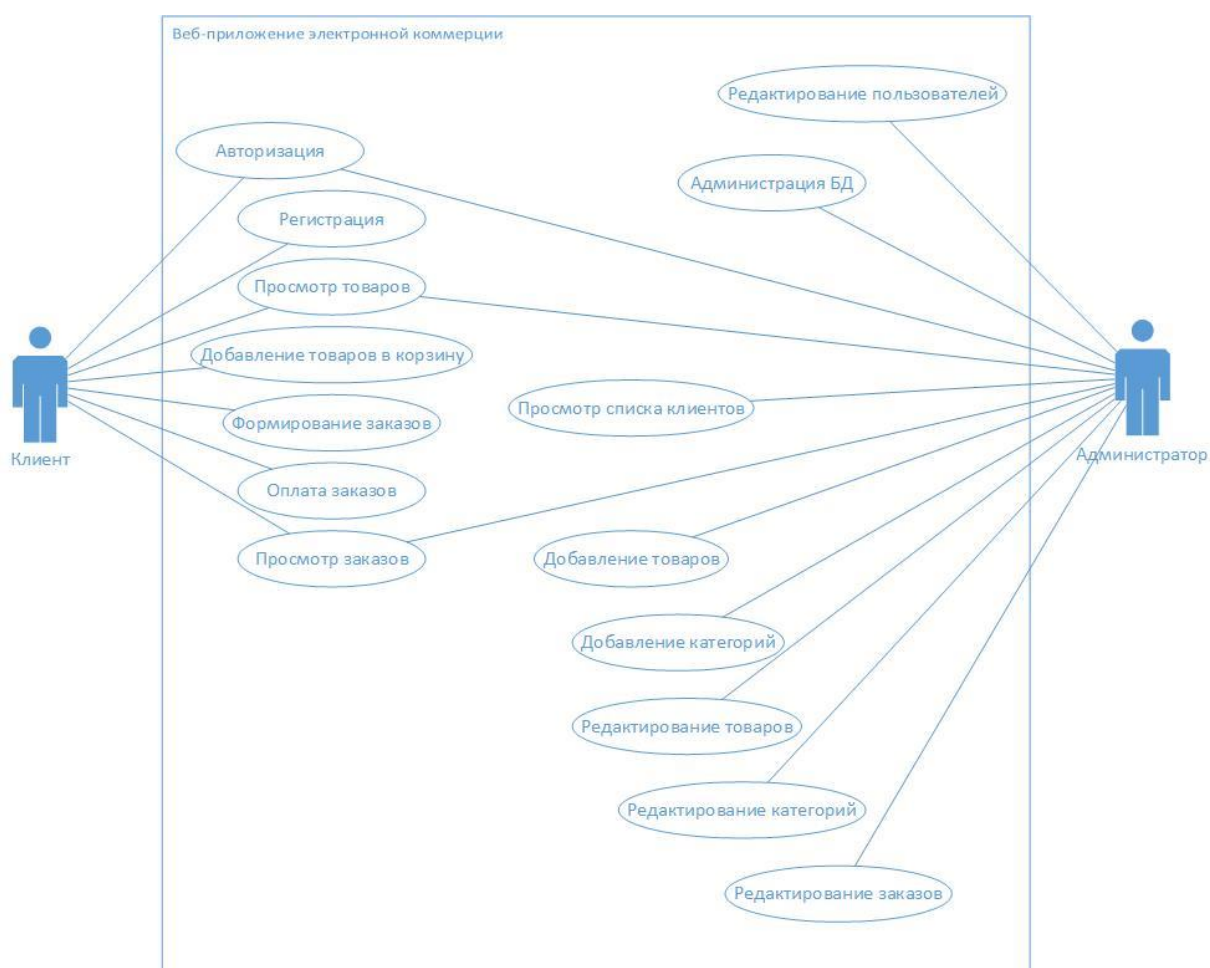 Веб-приложение электронной коммерции
Редактирование пользователей
Авторизация
Администрация БД
Регистрация
Просмотр товаров
Добавление товаров в корзину
Просмотр списка клиентов
Формирование заказов
Клиент
Администратор
Оплата заказов
Просмотр заказов
Добавление товаров
Добавление категорий
Редактирование товаров
Редактирование категорий
Редактирование заказов